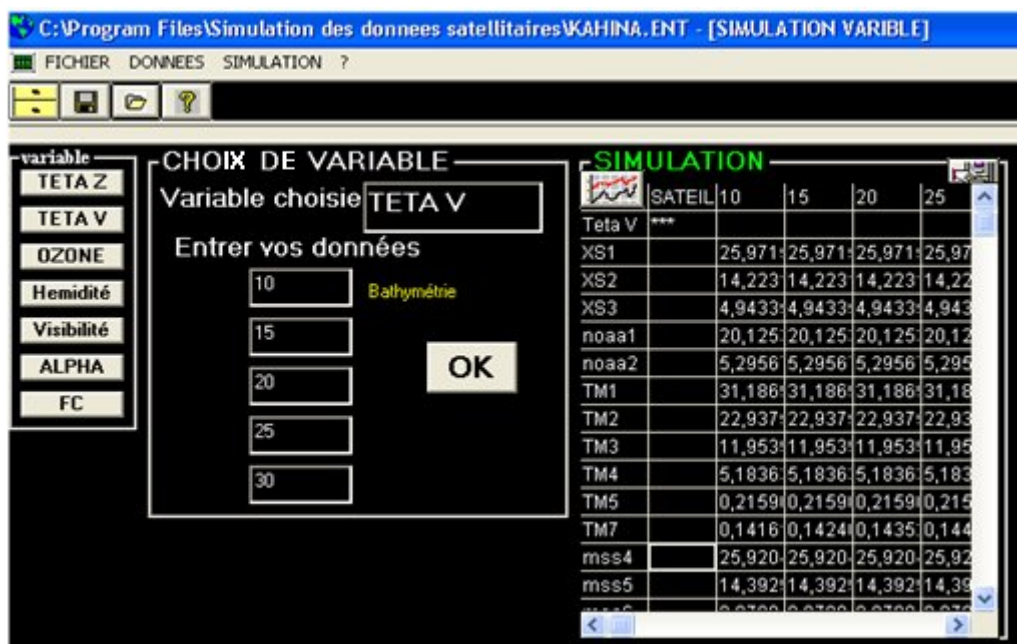 C:\Program Files\Simulation des donnees satellitaires\KAHINA.ENT - [SIMULATION VARIBLE]
FICHIER DONNEES SIMULATION ?
variable
TETA Z
TETA V
OZONE
Hemidité
Visibilité
ALPHA
FC
CHOIX DE VARIABLE
Variable choisie TETA V
Entrer vos données
10 Bathymétrie
15
20
25
30
OK
SIMULATION
SATEIL 10 15 20 25
Teta V ***
XS1 25,971 25,971 25,971 25,97
XS2 14,223 14,223 14,223 14,22
XS3 4,9433 4,9433 4,9433 4,943
noaa1 20,125 20,125 20,125 20,12
noaa2 5,2956 5,2956 5,2956 5,295
TM1 31,186 31,186 31,186 31,18
TM2 22,937 22,937 22,937 22,93
TM3 11,953 11,953 11,953 11,95
TM4 5,1836 5,1836 5,1836 5,183
TM5 0,2159 0,2159 0,2159 0,215
TM7 0,1416 0,1424 0,1435 0,144
mss4 25,920 25,920 25,920 25,92
mss5 14,392 14,392 14,392 14,39